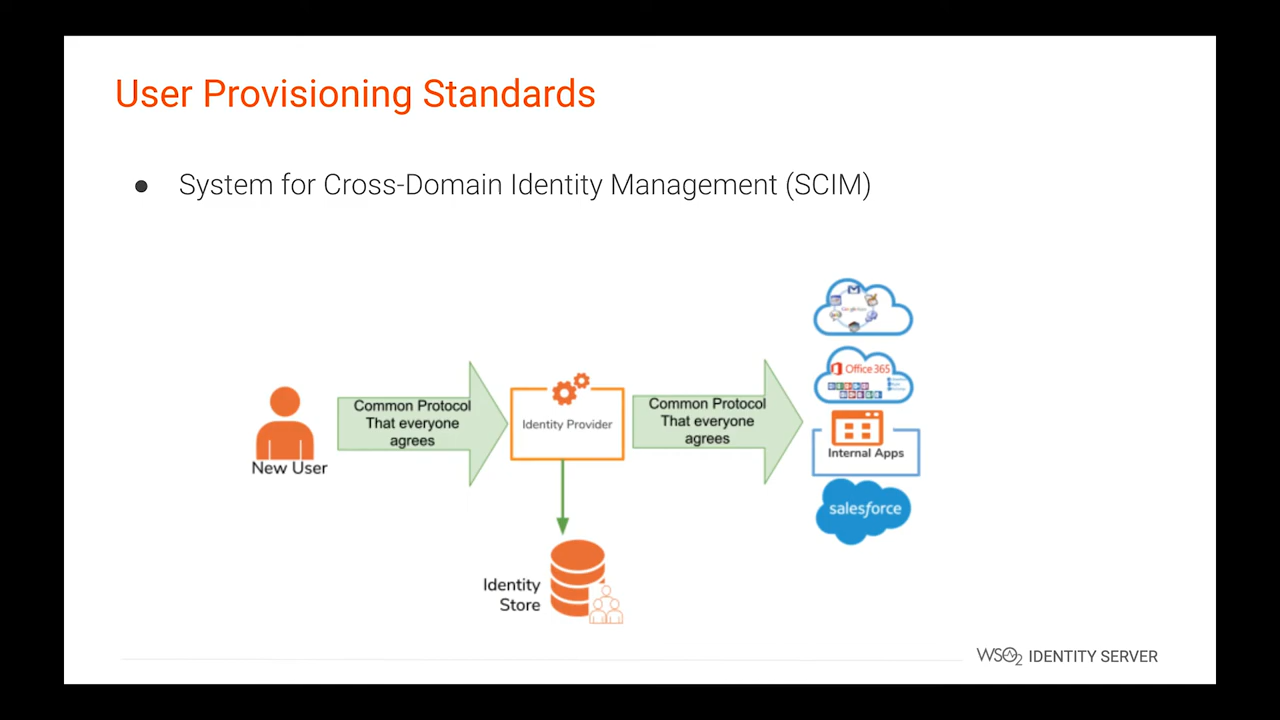 User Provisioning Standards
● System for Cross-Domain Identity Management (SCIM)
Office 365
Common Protocol
That everyone
agrees
Identity Provider
Common Protocol
That everyone
agrees
Internal Apps
New User
salesforce
Identity
Store
WSO2 IDENTITY SERVER